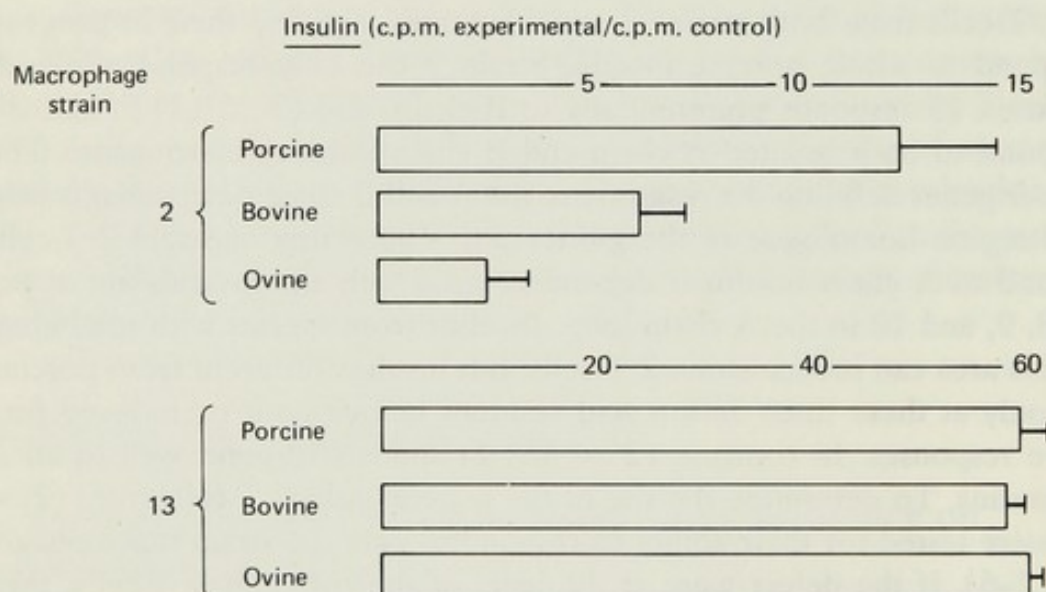 Insulin (c.p.m. experimental/c.p.m. control)
Macrophage
strain
5 10 15
Porcine
2 Bovine
Ovine
20 40 60
Porcine
13 Bovine
Ovine